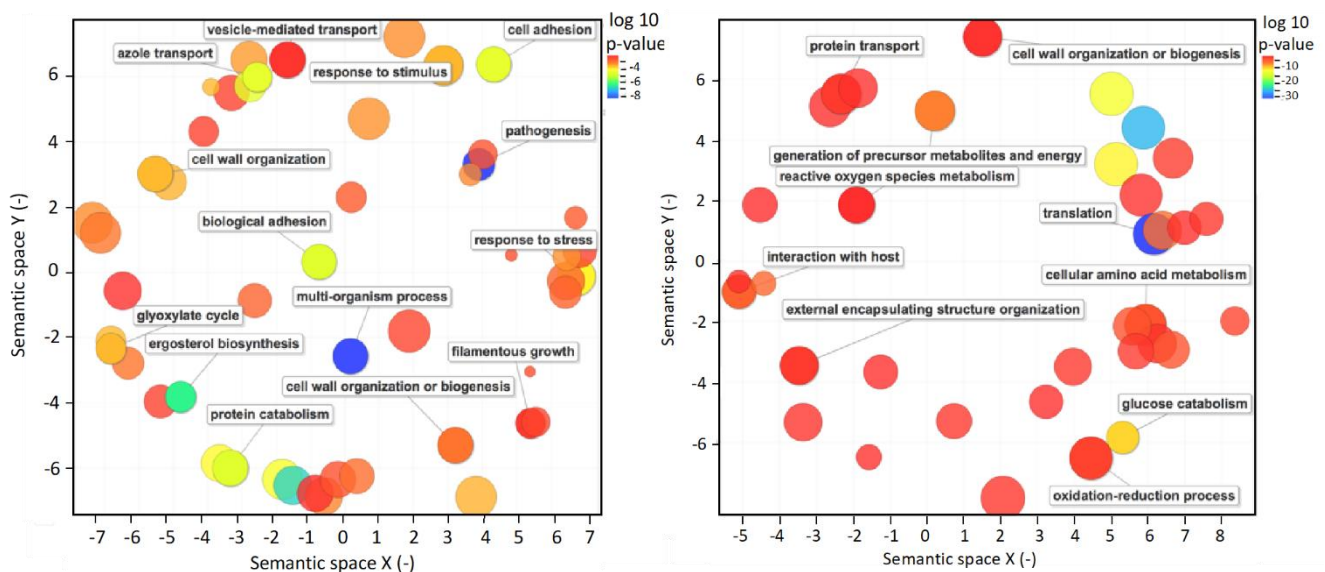 vesicle-mediated transport
azole transport
response to stimulus
cell adhesion
log 10
p-value
-4
-6
-8
pathogenesis
cell wall organization
biological adhesion
response to stress
multi-organism process
glyoxylate cycle
ergosterol biosynthesis
filamentous growth
cell wall organization or biogenesis
protein catabolism
6
4
2
0
-2
-4
-6
Semantic space Y (-)
-7 -6 -5 -4 -3 -2 -1 0 1 2 3 4 5 6 7
Semantic space X (-)
protein transport
cell wall organization or biogenesis
log 10
p-value
-10
-20
-30
generation of precursor metabolites and energy
reactive oxygen species metabolism
translation
interaction with host
cellular amino acid metabolism
external encapsulating structure organization
glucose catabolism
oxidation-reduction process
6
4
2
0
-2
-4
-6
Semantic space Y (-)
-5 -4 -3 -2 -1 0 1 2 3 4 5 6 7 8
Semantic space X (-)